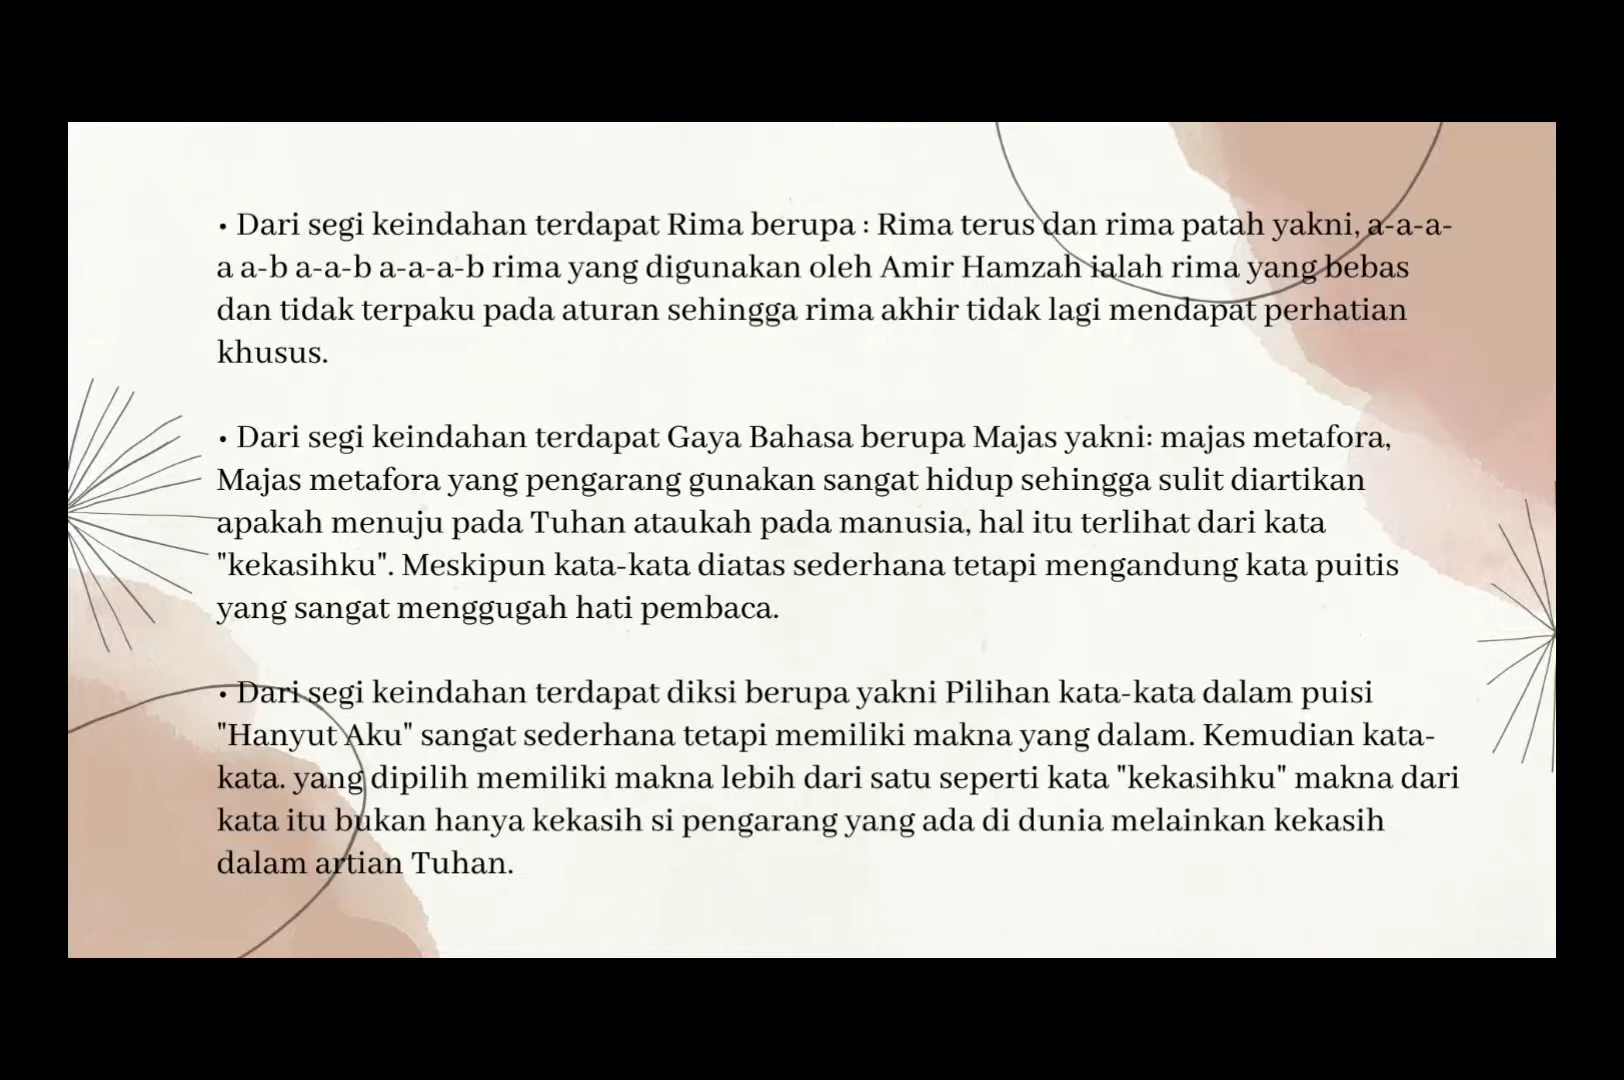 • Dari segi keindahan terdapat Rima berupa : Rima terus dan rima patah yakni, a-a-a-
a a-b a-a-b a-a-a-b rima yang digunakan oleh Amir Hamzah ialah rima yang bebas
dan tidak terpaku pada aturan sehingga rima akhir tidak lagi mendapat perhatian
khusus.
• Dari segi keindahan terdapat Gaya Bahasa berupa Majas yakni: majas metafora,
Majas metafora yang pengarang gunakan sangat hidup sehingga sulit diartikan
apakah menuju pada Tuhan ataukah pada manusia, hal itu terlihat dari kata
"kekasihku". Meskipun kata-kata diatas sederhana tetapi mengandung kata puitis
yang sangat menggugah hati pembaca.
• Dari segi keindahan terdapat diksi berupa yakni Pilihan kata-kata dalam puisi
"Hanyut Aku" sangat sederhana tetapi memiliki makna yang dalam. Kemudian kata-
kata. yang dipilih memiliki makna lebih dari satu seperti kata "kekasihku" makna dari
kata itu bukan hanya kekasih si pengarang yang ada di dunia melainkan kekasih
dalam artian Tuhan.